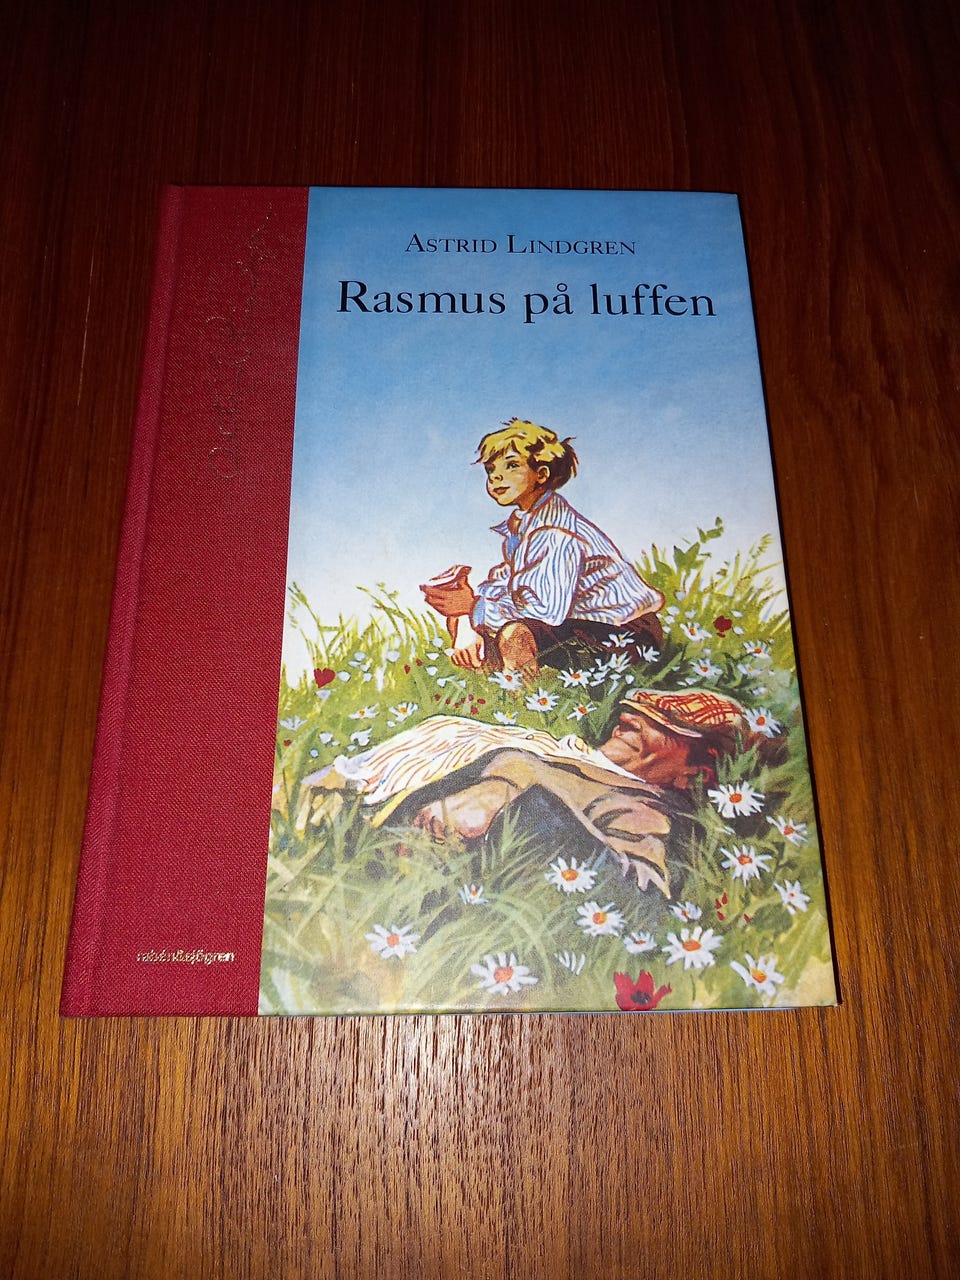 ASTRID LINDGREN
Rasmus på luffen
rabén&sjögren